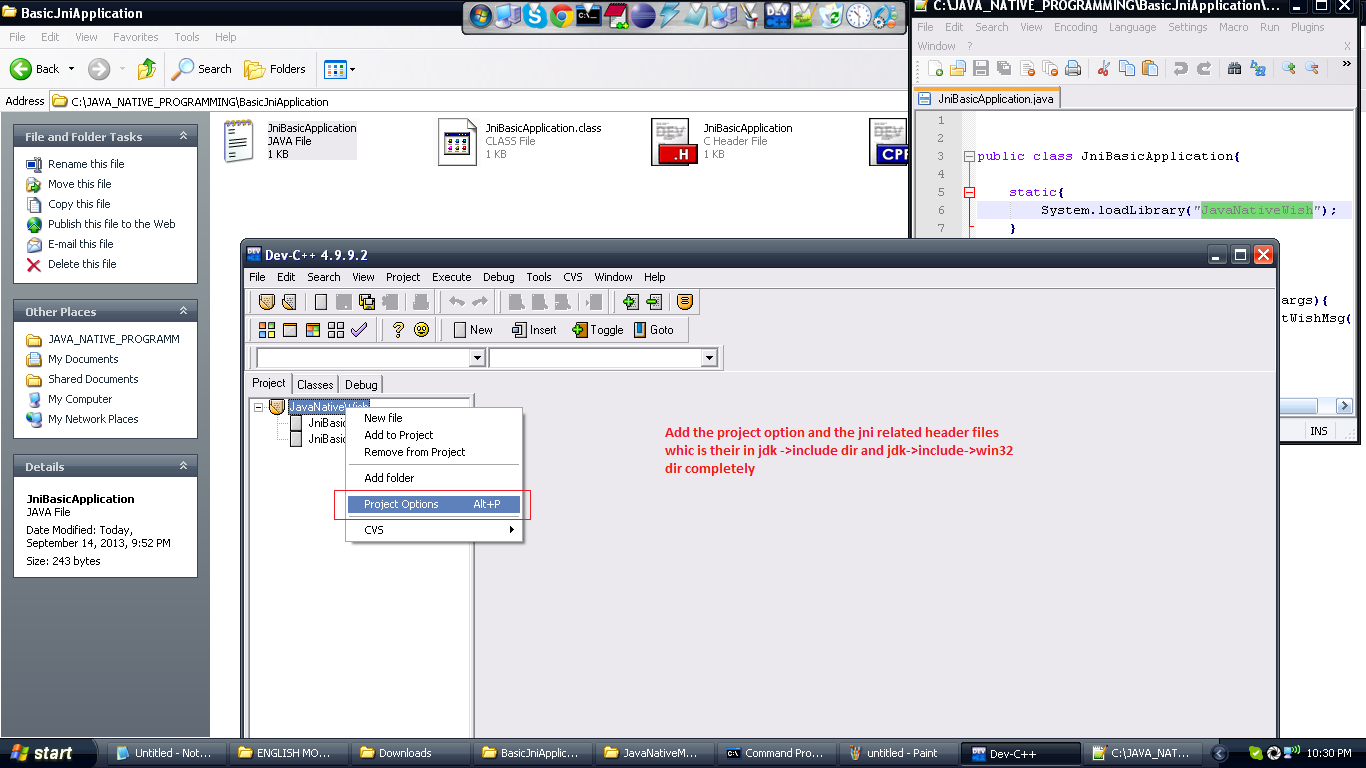 BasicJniApplication
File Edit View Favorites Tools Help
Back Search Folders
Address C:\JAVA_NATIVE_PROGRAMMING\BasicJniApplication
File and Folder Tasks
Rename this file
Move this file
Copy this file
Publish this file to the Web
E-mail this file
Delete this file
Other Places
JAVA_NATIVE_PROGRAMM
My Documents
Shared Documents
My Computer
My Network Places
Details
JniBasicApplication
JAVA File
Date Modified: Today,
September 14, 2013, 9:52 PM
Size: 243 bytes
JniBasicApplication
JAVA File
1 KB
JniBasicApplication.class
CLASS File
24 KB
JniBasicApplication
C Header File
1 KB
DEV
.H
DEV
CPP
C:\JAVA_NATIVE_PROGRAMMING\BasicJniApplication\...
File Edit Search View Encoding Language Settings Macro Run Plugins
Window ? X
JniBasicApplication.java
1
2
3 public class JniBasicApplication{
4
5 static{
6 System.loadLibrary("JavaNativeWish");
7 }
args){
tWishMsg(
INS
Dev-C++ 4.9.9.2
File Edit Search View Project Execute Debug Tools CVS Window Help
New Insert Toggle Goto
Project Classes Debug
JavaNativeWish
JniBasic
JniBasic
New file
Add to Project
Remove from Project
Add folder
Project Options Alt+P
CVS
Add the project option and the jni related header files
whic is their in jdk ->include dir and jdk->include->win32
dir completely
start Untitled - Not... ENGLISH MO... Downloads BasicJniApplic... JavaNativeM... Command Pro... untitled - Paint Dev-C++ C:\JAVA_NAT... 10:30 PM